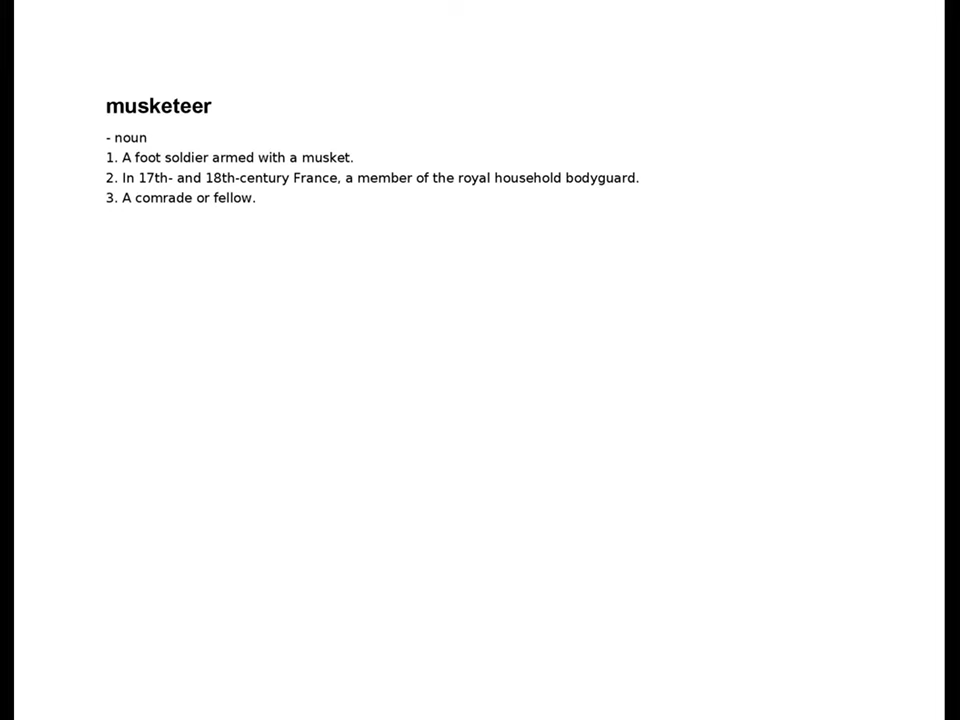 musketeer
- noun
1. A foot soldier armed with a musket.
2. In 17th- and 18th-century France, a member of the royal household bodyguard.
3. A comrade or fellow.